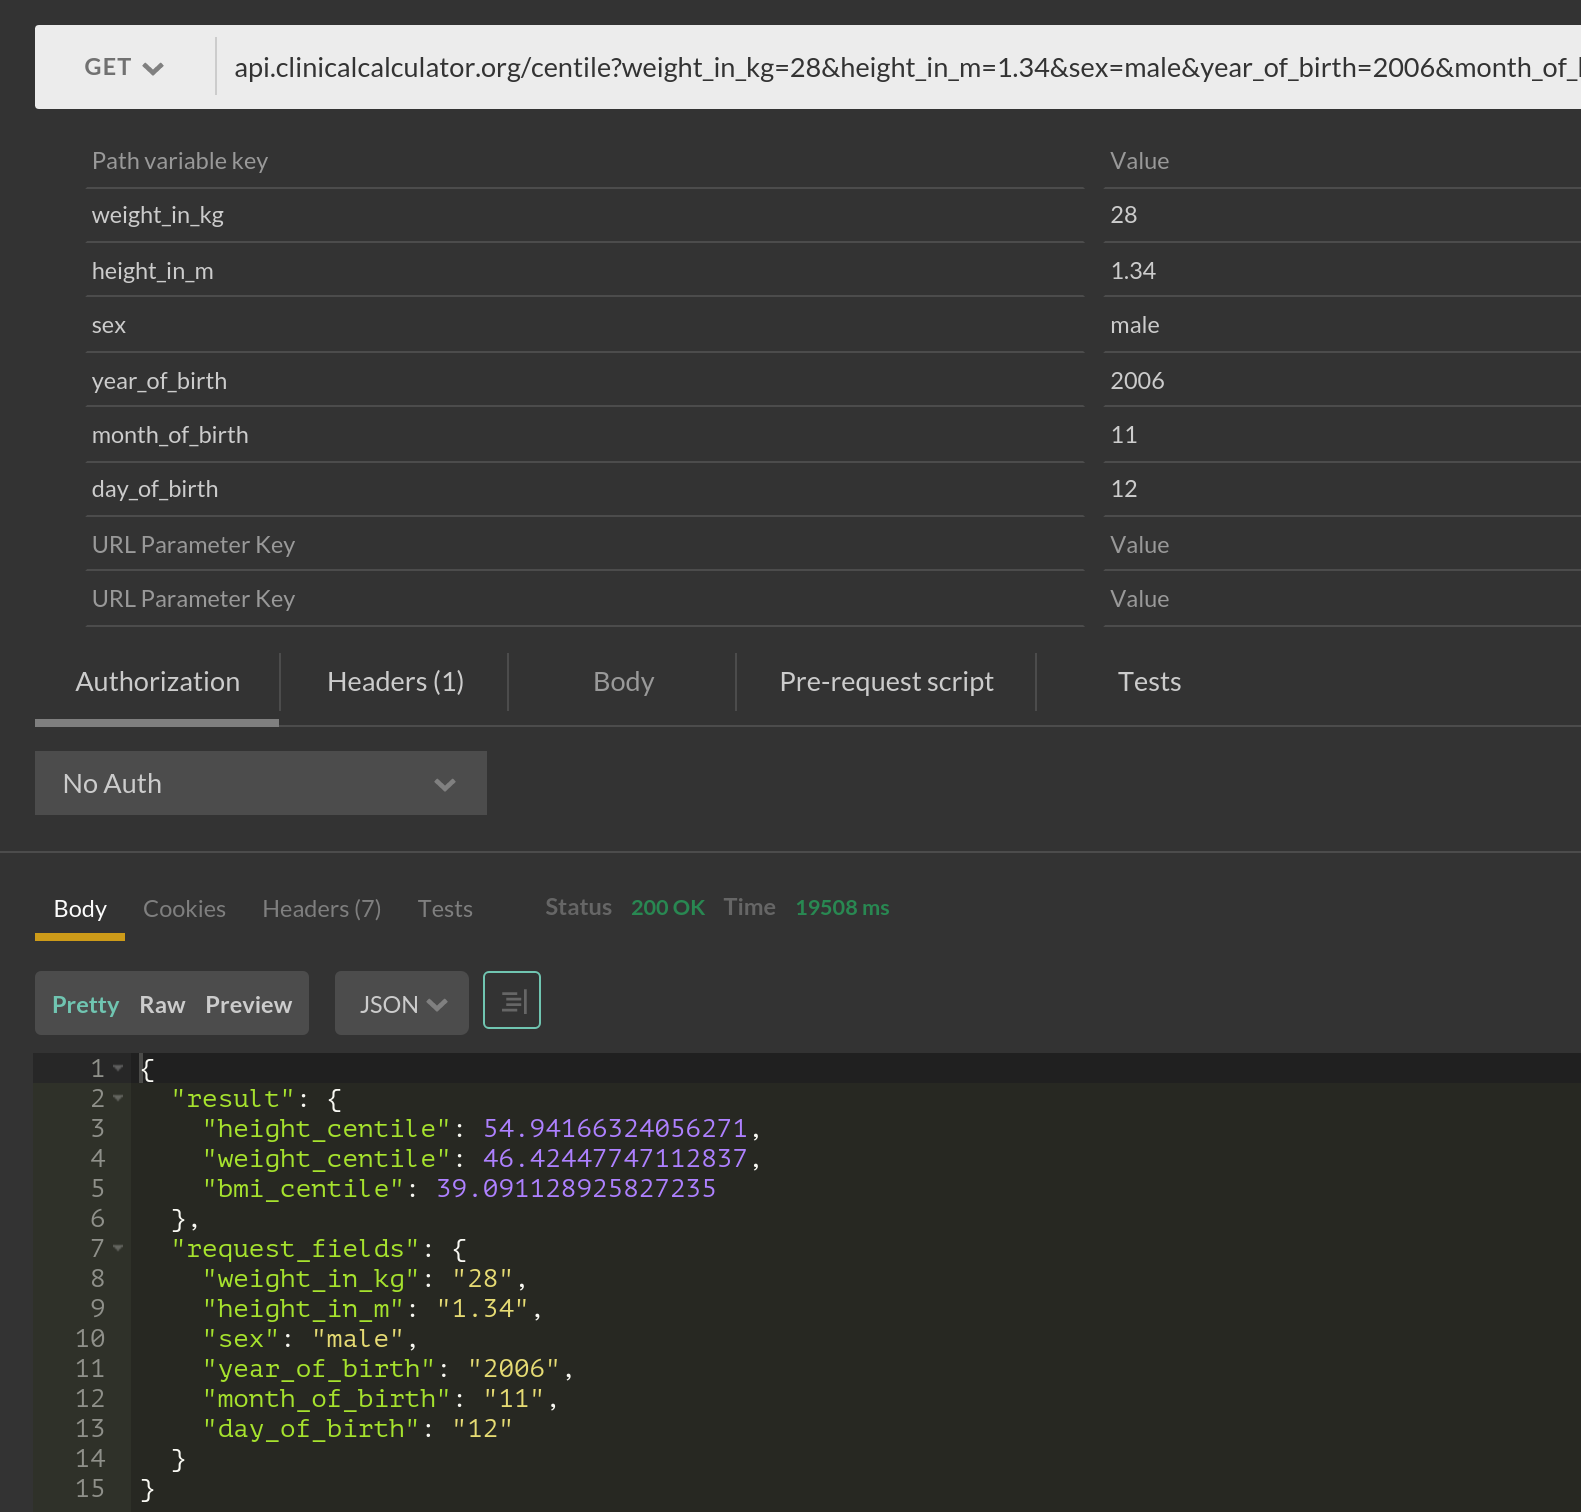 GET api.clinicalcalculator.org/centile?weight_in_kg=28&height_in_m=1.34&sex=male&year_of_birth=2006&month_of_
Path variable key Value
weight_in_kg 28
height_in_m 1.34
sex male
year_of_birth 2006
month_of_birth 11
day_of_birth 12
URL Parameter Key Value
URL Parameter Key Value
Authorization Headers (1) Body Pre-request script Tests
No Auth
Body Cookies Headers (7) Tests Status 200 OK Time 19508 ms
Pretty Raw Preview JSON
1 {
2 "result": {
3 "height_centile": 54.94166324056271,
4 "weight_centile": 46.42447747112837,
5 "bmi_centile": 39.091128925827235
6 },
7 "request_fields": {
8 "weight_in_kg": "28",
9 "height_in_m": "1.34",
10 "sex": "male",
11 "year_of_birth": "2006",
12 "month_of_birth": "11",
13 "day_of_birth": "12"
14 }
15 }